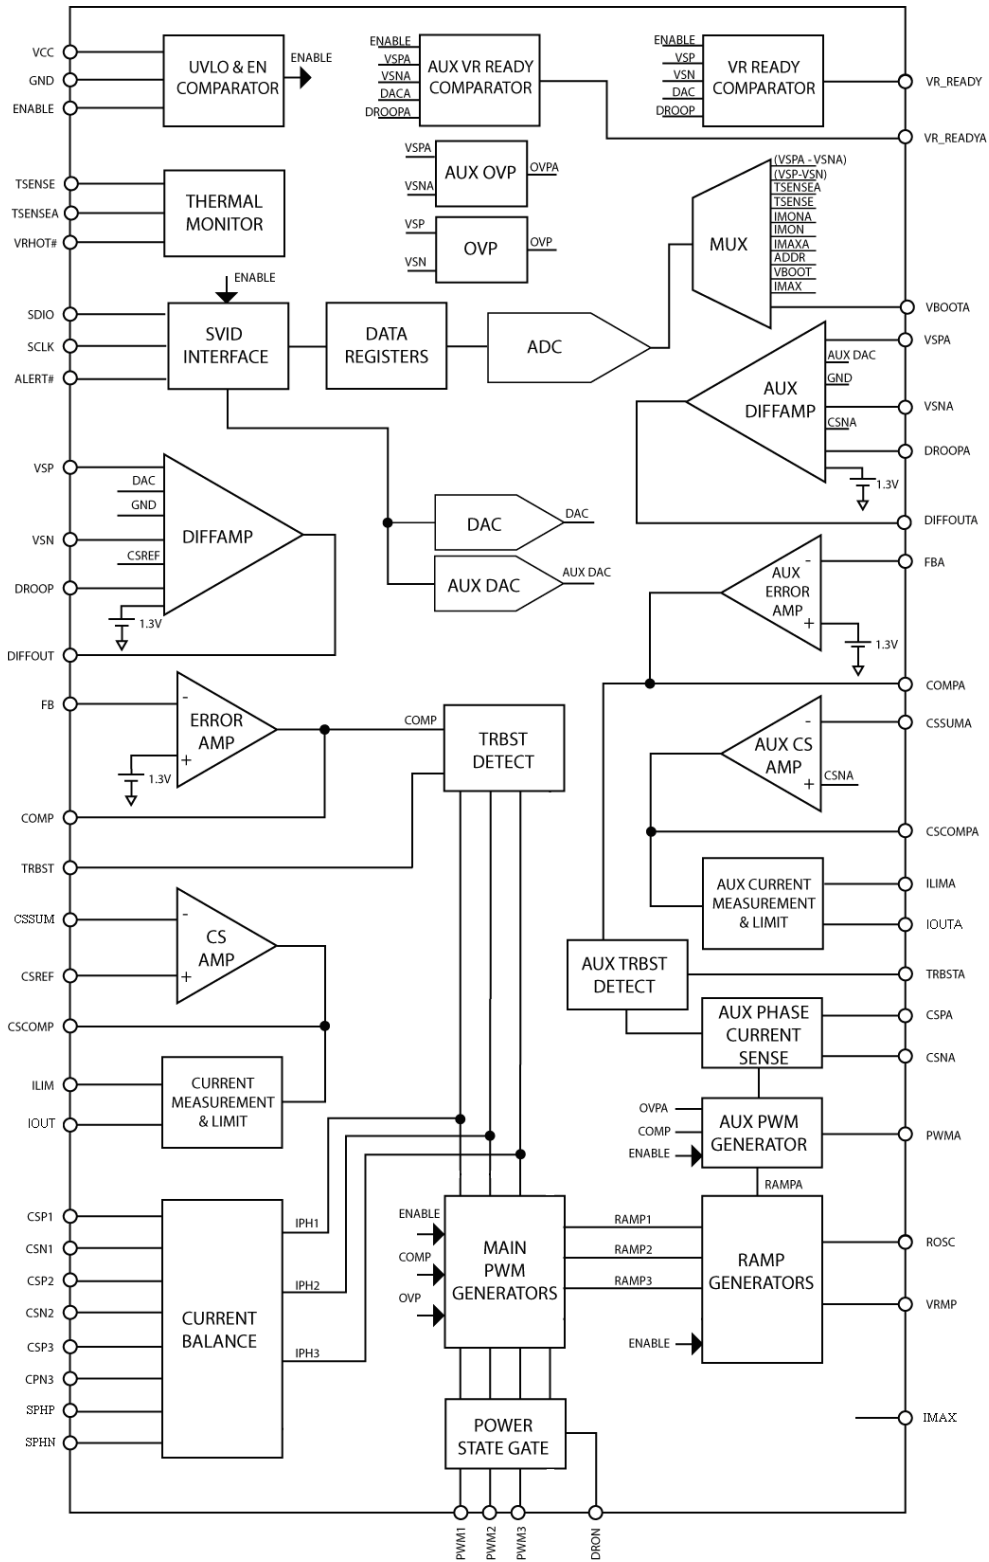 VCC
GND
ENABLE
UVLO & EN
COMPARATOR
ENABLE
ENABLE
VSPA
VSNA
DACA
DROOPA
AUX VR READY
COMPARATOR
ENABLE
VSP
VSN
DAC
DROOP
VR READY
COMPARATOR
VR_READY
VR_READYA
TSENSE
TSENSEA
VRHOT#
THERMAL
MONITOR
VSPA
VSNA
AUX OVP
OVPA
VSP
VSN
OVP
OVP
MUX
(VSPA - VSNA)
(VSP-VSN)
TSENSEA
TSENSE
IMONA
IMON
IMAXA
ADDR
VBOOT
IMAX
VBOOTA
ENABLE
SDIO
SCLK
ALERT#
SVID
INTERFACE
DATA
REGISTERS
ADC
AUX
DIFFAMP
VSPA
AUX DAC
GND
VSNA
CSNA
DROOPA
1.3V
DIFFOUTA
VSP
DAC
GND
VSN
CSREF
DROOP
1.3V
DIFFAMP
DIFFOUT
DAC
DAC
AUX DAC
AUX DAC
AUX
ERROR
AMP
-
+
FBA
1.3V
COMPA
FB
-
ERROR
AMP
+
1.3V
COMP
COMP
TRBST
DETECT
TRBST
AUX CS
AMP
-
+
CSSUMA
CSNA
CSCOMPA
CSSUM
-
CS
AMP
CSREF
+
CSCOMP
AUX CURRENT
MEASUREMENT
& LIMIT
ILIMA
IOUTA
AUX TRBST
DETECT
TRBSTA
AUX PHASE
CURRENT
SENSE
CSPA
CSNA
ILIM
IOUT
CURRENT
MEASUREMENT
& LIMIT
OVPA
COMP
ENABLE
AUX PWM
GENERATOR
PWMA
RAMPA
CSP1
CSN1
CSP2
CSN2
CSP3
CPN3
SPHP
SPHN
CURRENT
BALANCE
IPH1
IPH2
IPH3
ENABLE
COMP
OVP
MAIN
PWM
GENERATORS
RAMP1
RAMP2
RAMP3
ENABLE
RAMP
GENERATORS
ROSC
VRMP
IMAX
POWER
STATE GATE
PWM1
PWM2
PWM3
DRON